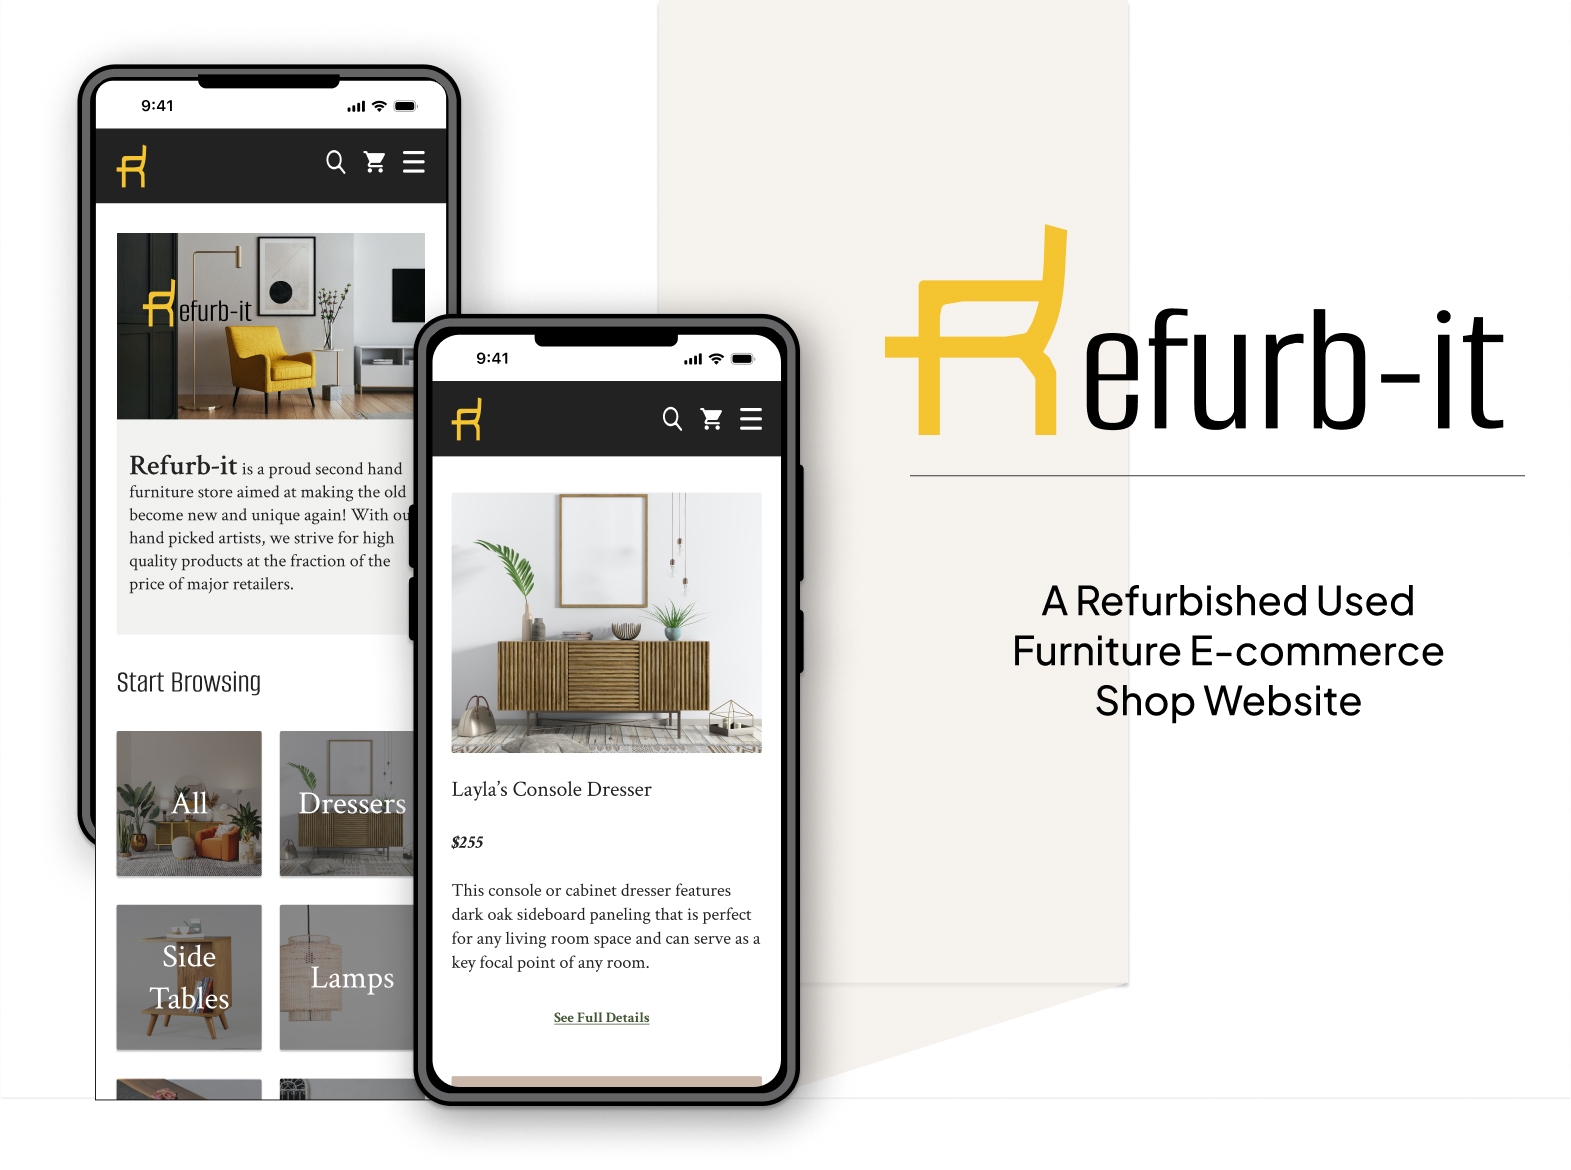 9:41
Refurb-it
Refurb-it is a proud second hand
furniture store aimed at making the old
become new and unique again! With ou
hand picked artists, we strive for high
quality products at the fraction of the
price of major retailers.
Start Browsing
All
Dressers
Side
Tables
Lamps
9:41
Layla’s Console Dresser
$255
This console or cabinet dresser features
dark oak sideboard paneling that is perfect
for any living room space and can serve as a
key focal point of any room.
See Full Details
Refurb-it
A Refurbished Used
Furniture E-commerce
Shop Website